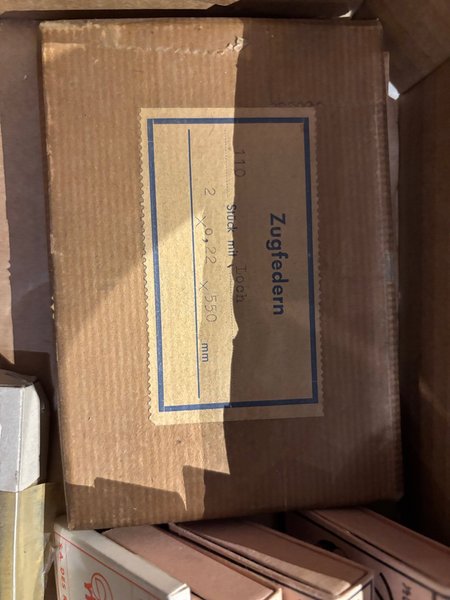 Zugfedern
110 Stück mit Loch
2 x 0,22 x 550 mm